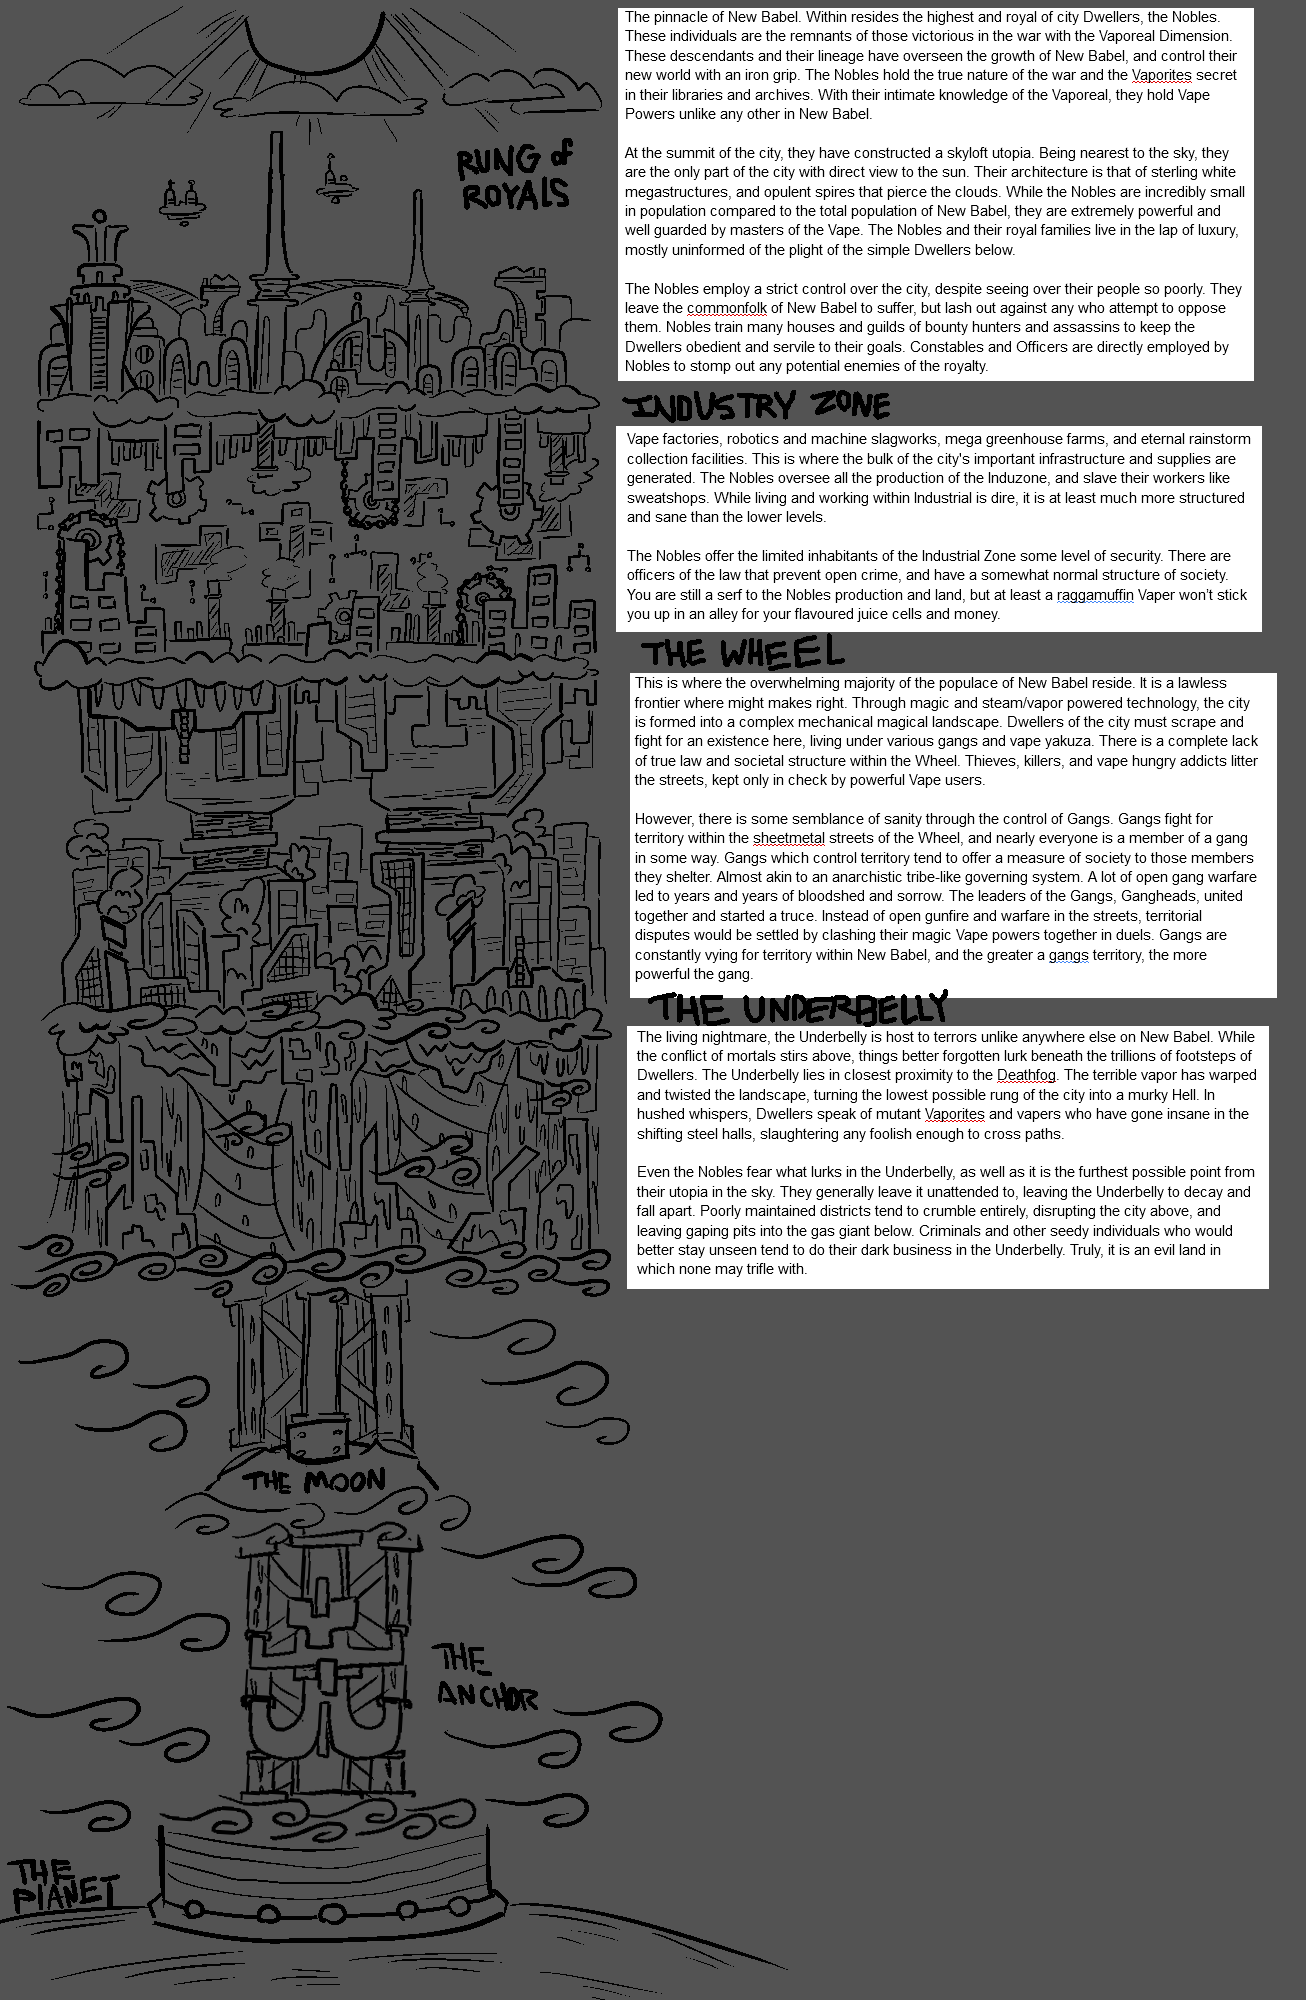 The pinnacle of New Babel. Within resides the highest and royal of city Dwellers, the Nobles.
These individuals are the remnants of those victorious in the war with the Vaporeal Dimension.
These descendants and their lineage have overseen the growth of New Babel, and control their
new world with an iron grip. The Nobles hold the true nature of the war and the Vaporites secret
in their libraries and archives. With their intimate knowledge of the Vaporeal, they hold Vape
Powers unlike any other in New Babel.
At the summit of the city, they have constructed a skyloft utopia. Being nearest to the sky, they
are the only part of the city with direct view to the sun. Their architecture is that of sterling white
megastructures, and opulent spires that pierce the clouds. While the Nobles are incredibly small
in population compared to the total population of New Babel, they are extremely powerful and
well guarded by masters of the Vape. The Nobles and their royal families live in the lap of luxury,
mostly uninformed of the plight of the simple Dwellers below.
The Nobles employ a strict control over the city, despite seeing over their people so poorly. They
leave the commonfolk of New Babel to suffer, but lash out against any who attempt to oppose
them. Nobles train many houses and guilds of bounty hunters and assassins to keep the
Dwellers obedient and servile to their goals. Constables and Officers are directly employed by
Nobles to stomp out any potential enemies of the royalty.
RUNG of
ROYALS
INDUSTRY ZONE
Vape factories, robotics and machine slagworks, mega greenhouse farms, and eternal rainstorm
collection facilities. This is where the bulk of the city's important infrastructure and supplies are
generated. The Nobles oversee all the production of the Induzone, and slave their workers like
sweatshops. While living and working within Industrial is dire, it is at least much more structured
and sane than the lower levels.
The Nobles offer the limited inhabitants of the Industrial Zone some level of security. There are
officers of the law that prevent open crime, and have a somewhat normal structure of society.
You are still a serf to the Nobles production and land, but at least a raggamuffin Vaper won't stick
you up in an alley for your flavoured juice cells and money.
THE WHEEL
This is where the overwhelming majority of the populace of New Babel reside. It is a lawless
frontier where might makes right. Through magic and steam/vapor powered technology, the city
is formed into a complex mechanical magical landscape. Dwellers of the city must scrape and
fight for an existence here, living under various gangs and vape yakuza. There is a complete lack
of true law and societal structure within the Wheel. Thieves, killers, and vape hungry addicts litter
the streets, kept only in check by powerful Vape users.
However, there is some semblance of sanity through the control of Gangs. Gangs fight for
territory within the sheetmetal streets of the Wheel, and nearly everyone is a member of a gang
in some way. Gangs which control territory tend to offer a measure of society to those members
they shelter. Almost akin to an anarchistic tribe-like governing system. A lot of open gang warfare
led to years and years of bloodshed and sorrow. The leaders of the Gangs, Gangheads, united
together and started a truce. Instead of open gunfire and warfare in the streets, territorial
disputes would be settled by clashing their magic Vape powers together in duels. Gangs are
constantly vying for territory within New Babel, and the greater a gangs territory, the more
powerful the gang.
THE UNDERBELLY
The living nightmare, the Underbelly is host to terrors unlike anywhere else on New Babel. While
the conflict of mortals stirs above, things better forgotten lurk beneath the trillions of footsteps of
Dwellers. The Underbelly lies in closest proximity to the Deathfog. The terrible vapor has warped
and twisted the landscape, turning the lowest possible rung of the city into a murky Hell. In
hushed whispers, Dwellers speak of mutant Vaporites and vapers who have gone insane in the
shifting steel halls, slaughtering any foolish enough to cross paths.
Even the Nobles fear what lurks in the Underbelly, as well as it is the furthest possible point from
their utopia in the sky. They generally leave it unattended to, leaving the Underbelly to decay and
fall apart. Poorly maintained districts tend to crumble entirely, disrupting the city above, and
leaving gaping pits into the gas giant below. Criminals and other seedy individuals who would
better stay unseen tend to do their dark business in the Underbelly. Truly, it is an evil land in
which none may trifle with.
THE MOON
THE
ANCHOR
THE
PLANET